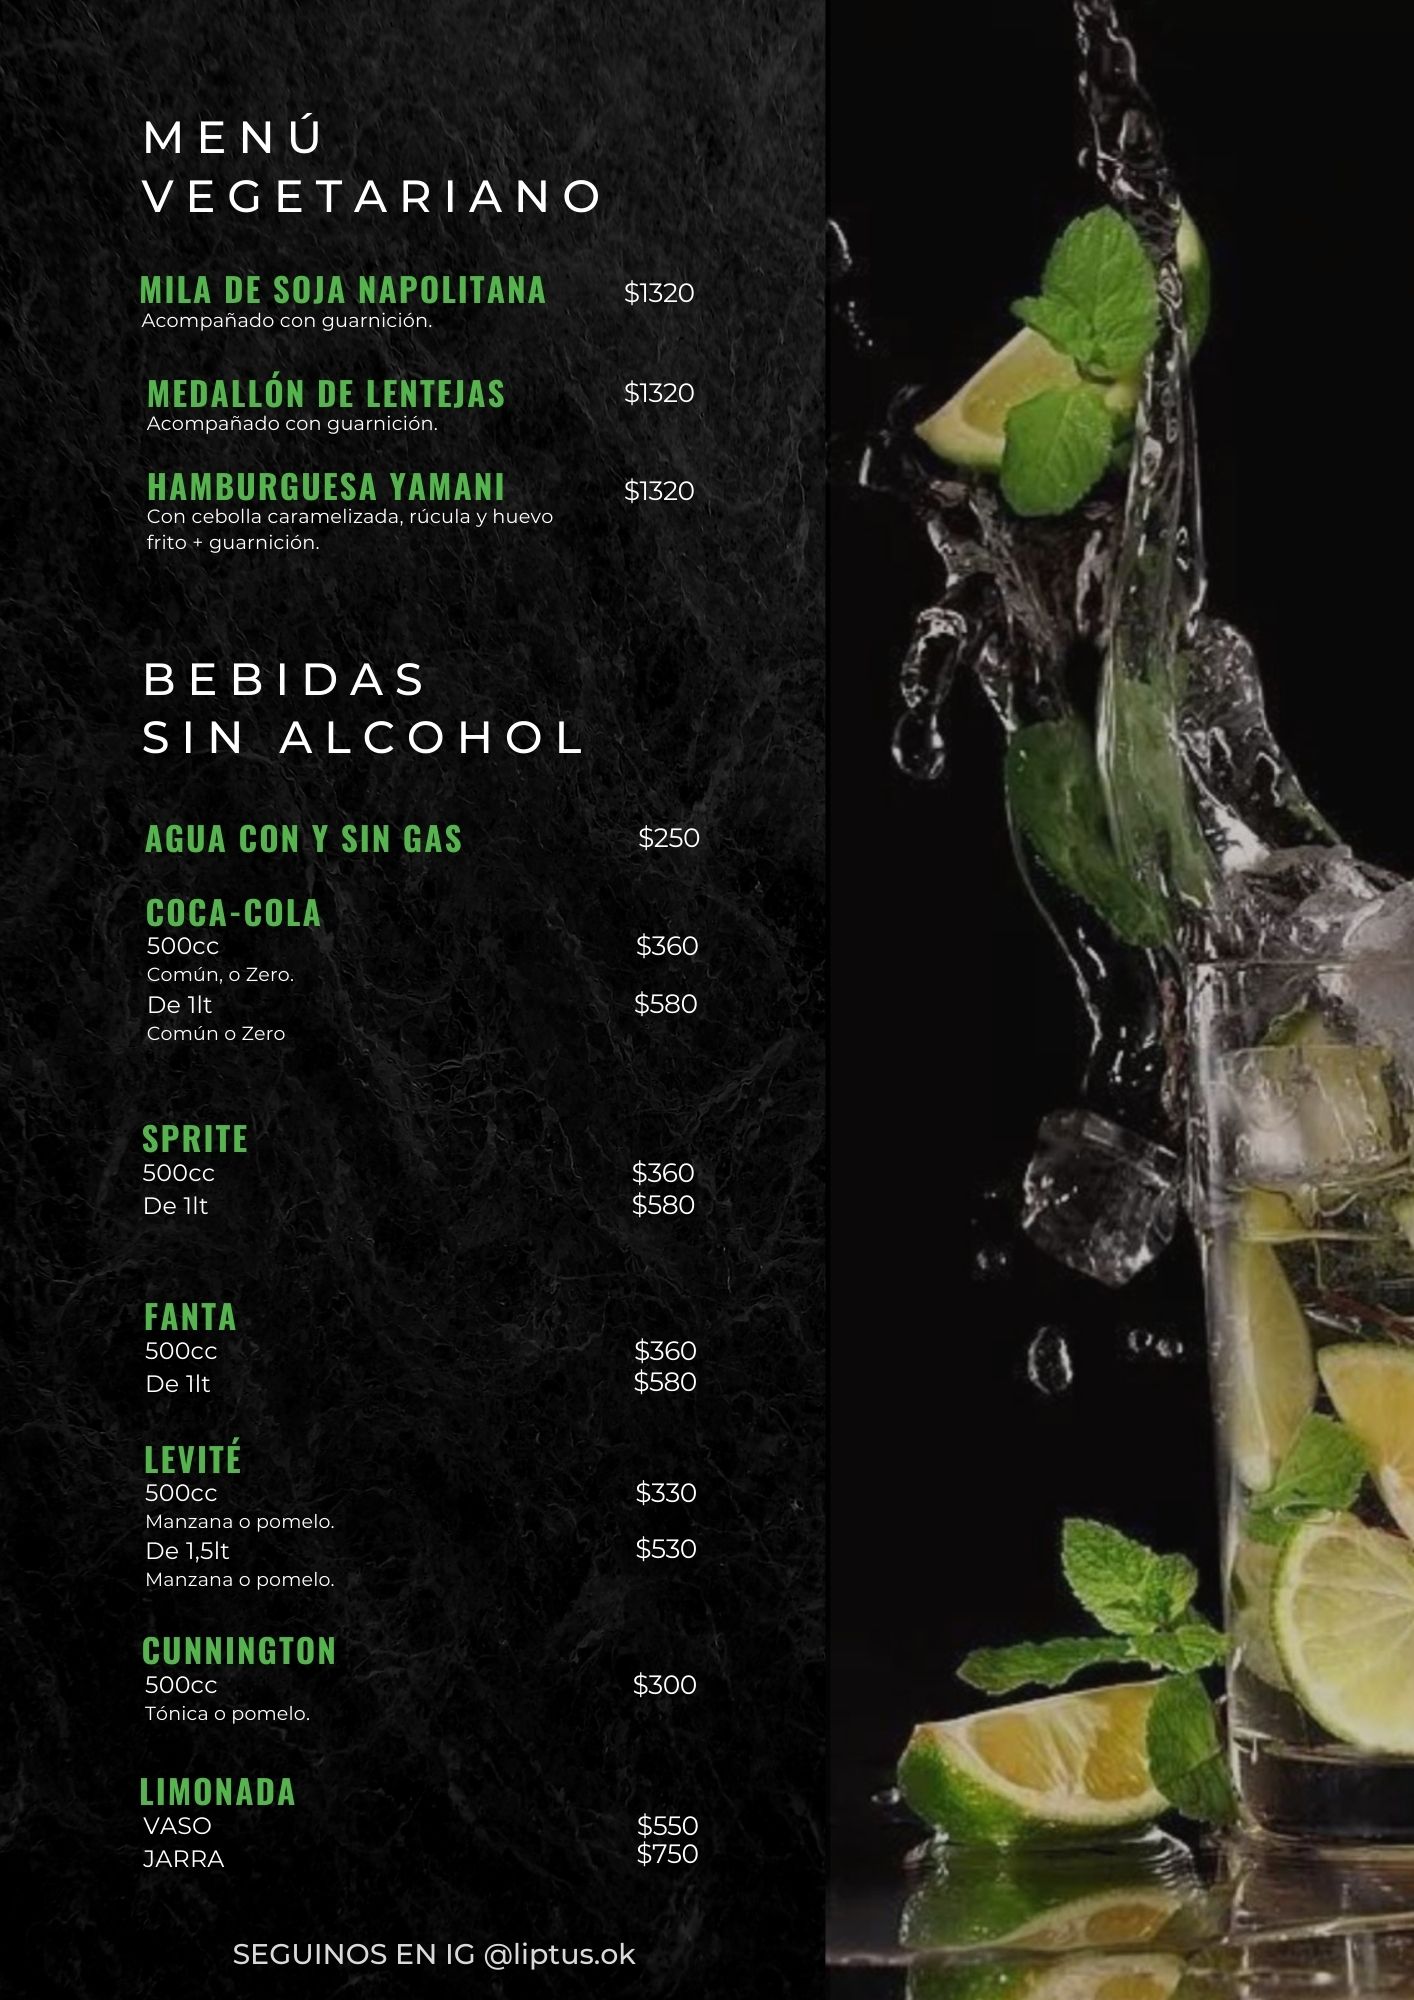 MENÚ
VEGETARIANO
MILA DE SOJA NAPOLITANA $1320
Acompañado con guarnición.
MEDALLÓN DE LENTEJAS $1320
Acompañado con guarnición.
HAMBURGUESA YAMANI $1320
Con cebolla caramelizada, rúcula y huevo
frito + guarnición.
BEBIDAS
SIN ALCOHOL
AGUA CON Y SIN GAS $250
COCA-COLA
500cc $360
Común, o Zero.
De 1lt $580
Común o Zero
SPRITE
500cc $360
De 1lt $580
FANTA
500cc $360
De 1lt $580
LEVITÉ
500cc $330
Manzana o pomelo.
De 1,5lt $530
Manzana o pomelo.
CUNNINGTON
500cc $300
Tónica o pomelo.
LIMONADA
VASO $550
JARRA $750
SEGUINOS EN IG @liptus.ok